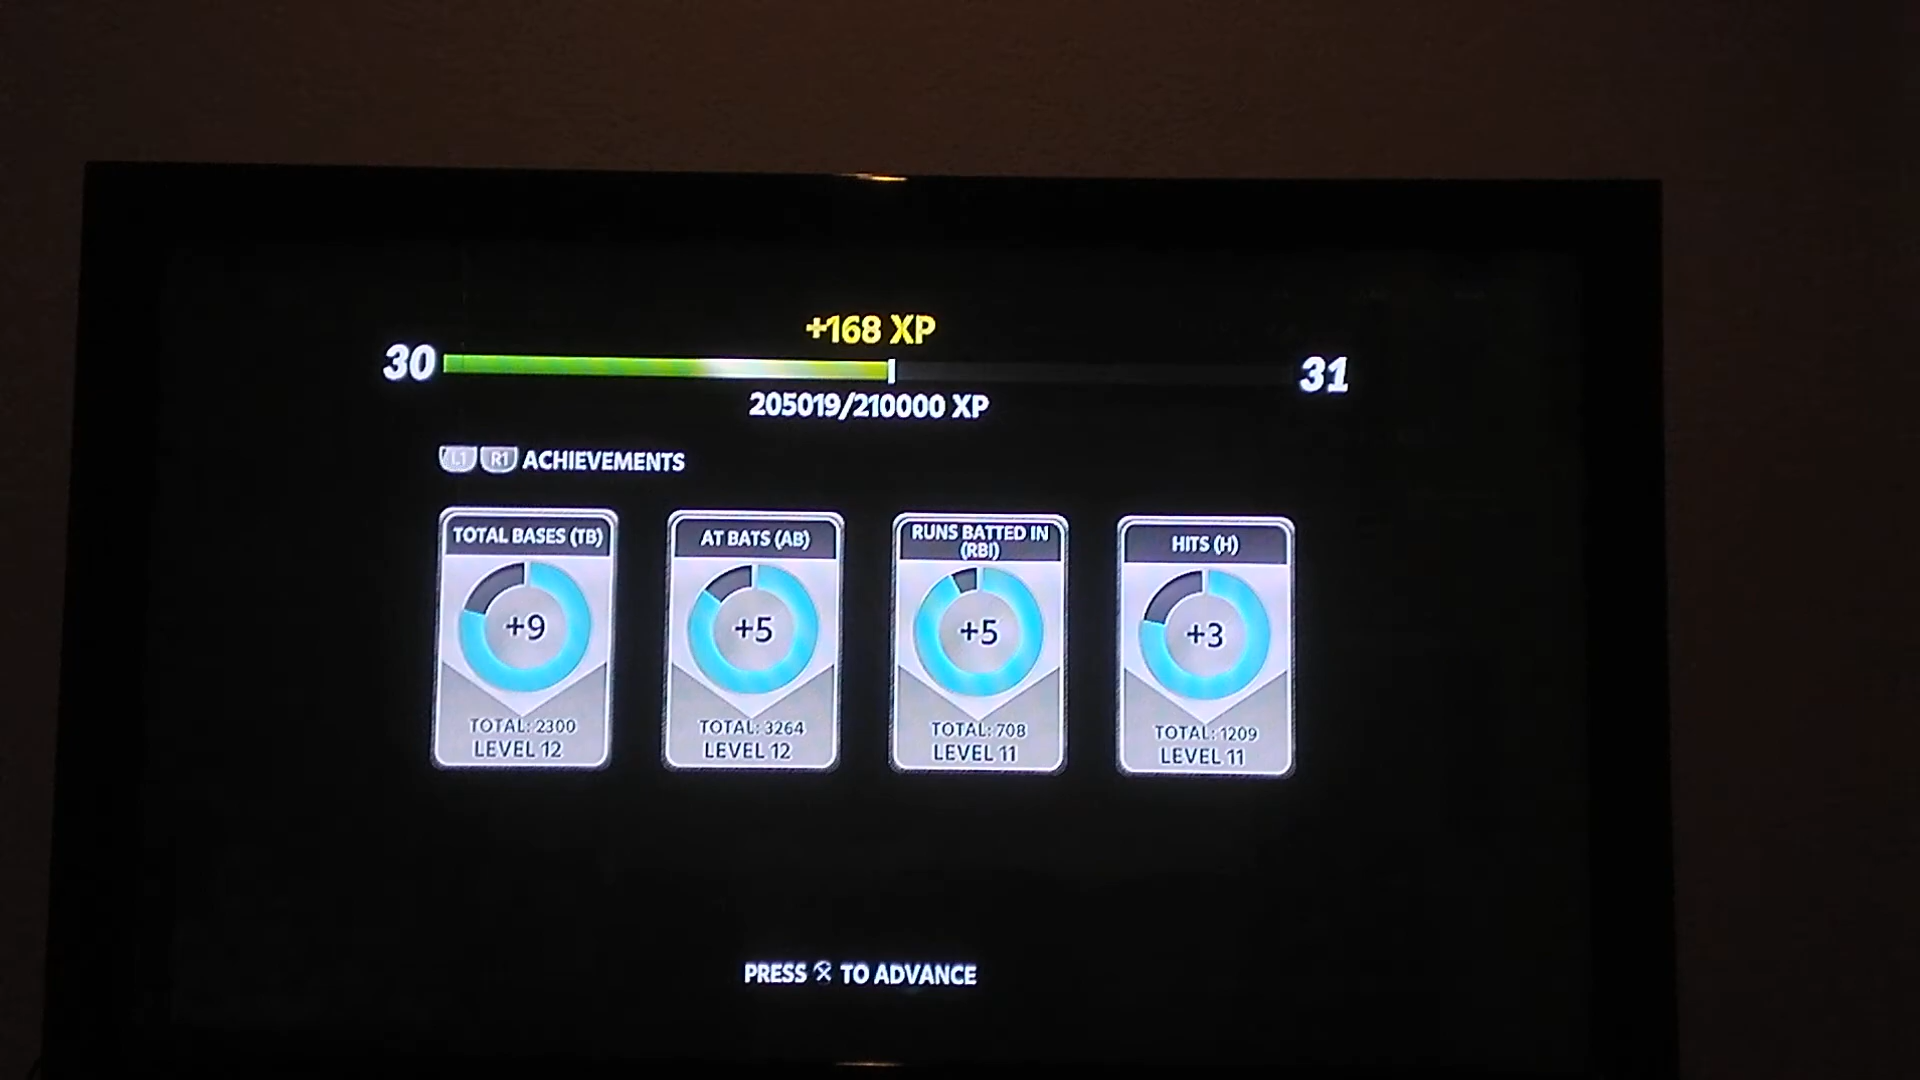 +168 XP
30
31
205019/210000 XP
L1 R1 ACHIEVEMENTS
TOTAL BASES (TB)
+9
TOTAL: 2300
LEVEL 12
AT BATS (AB)
+5
TOTAL: 3264
LEVEL 12
RUNS BATTED IN
(RBI)
+5
TOTAL: 708
LEVEL 11
HITS (H)
+3
TOTAL: 1209
LEVEL 11
PRESS ⓧ TO ADVANCE